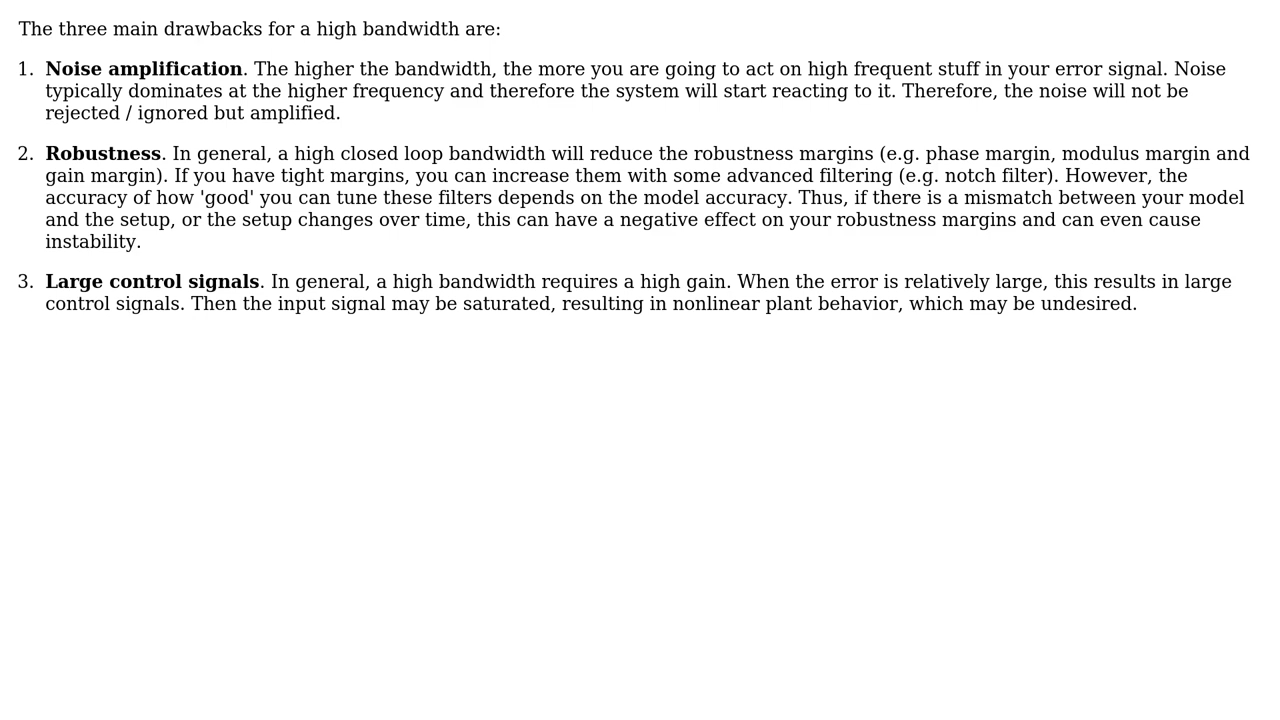 The three main drawbacks for a high bandwidth are:
1. Noise amplification. The higher the bandwidth, the more you are going to act on high frequent stuff in your error signal. Noise
typically dominates at the higher frequency and therefore the system will start reacting to it. Therefore, the noise will not be
rejected / ignored but amplified.
2. Robustness. In general, a high closed loop bandwidth will reduce the robustness margins (e.g. phase margin, modulus margin and
gain margin). If you have tight margins, you can increase them with some advanced filtering (e.g. notch filter). However, the
accuracy of how 'good' you can tune these filters depends on the model accuracy. Thus, if there is a mismatch between your model
and the setup, or the setup changes over time, this can have a negative effect on your robustness margins and can even cause
instability.
3. Large control signals. In general, a high bandwidth requires a high gain. When the error is relatively large, this results in large
control signals. Then the input signal may be saturated, resulting in nonlinear plant behavior, which may be undesired.